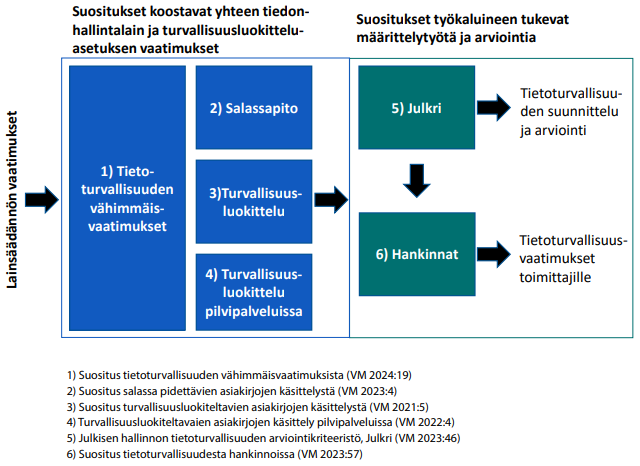 Suositukset koostavat yhteen tiedon-
hallintalain ja turvallisuusluokittelu-
asetuksen vaatimukset
Suositukset työkaluineen tukevat
määrittelytyötä ja arviointia
Lainsäädännön vaatimukset
1) Tieto-
turvallisuuden
vähimmäis-
vaatimukset
2) Salassapito
3)Turvallisuus-
luokittelu
4) Turvallisuus-
luokittelu
pilvipalveluissa
5) Julkri
Tietoturvallisuu-
den suunnittelu
ja arviointi
6) Hankinnat
Tietoturvallisuus-
vaatimukset
toimittajille
1) Suositus tietoturvallisuuden vähimmäisvaatimuksista (VM 2024:19)
2) Suositus salassa pidettävien asiakirjojen käsittelystä (VM 2023:4)
3) Suositus turvallisuusluokiteltavien asiakirjojen käsittelystä (VM 2021:5)
4) Turvallisuusluokiteltavaien asiakirjojen käsittely pilvipalveluissa (VM 2022:4)
5) Julkisen hallinnon tietoturvallisuuden arviointikriteeristö, Julkri (VM 2023:46)
6) Suositus tietoturvallisuudesta hankinnoissa (VM 2023:57)